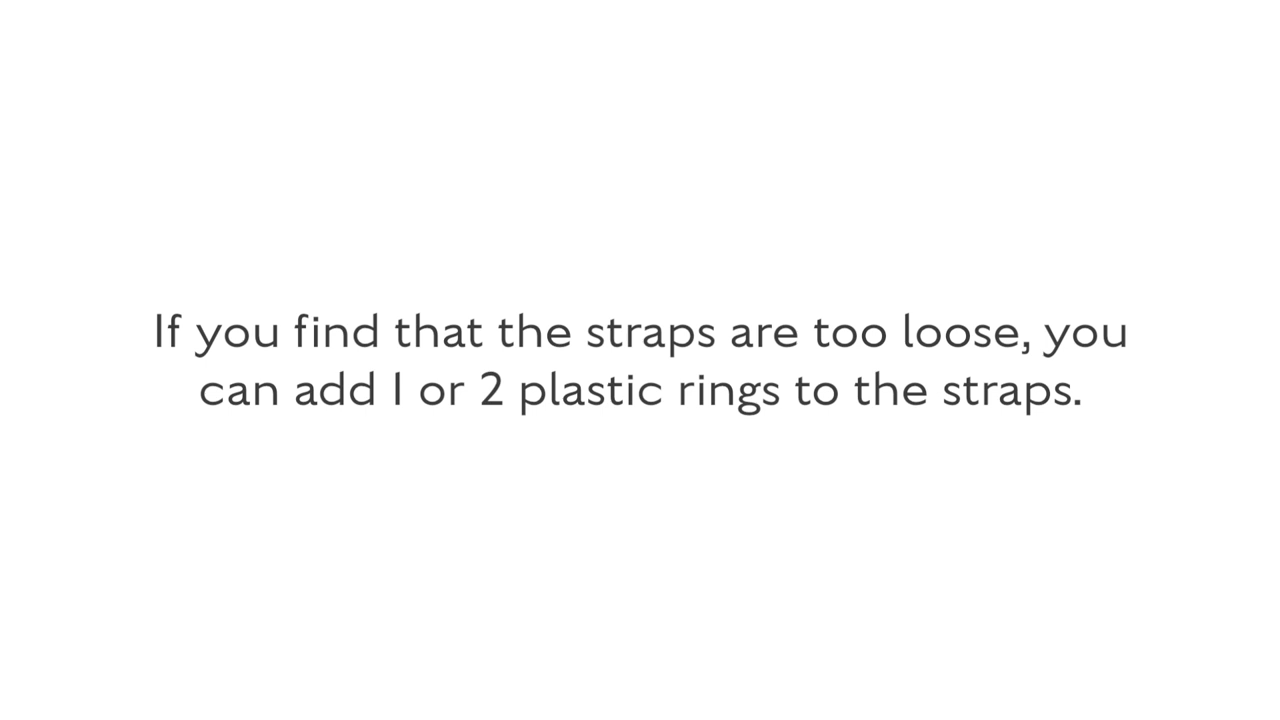 If you find that the straps are too loose, you
can add 1 or 2 plastic rings to the straps.